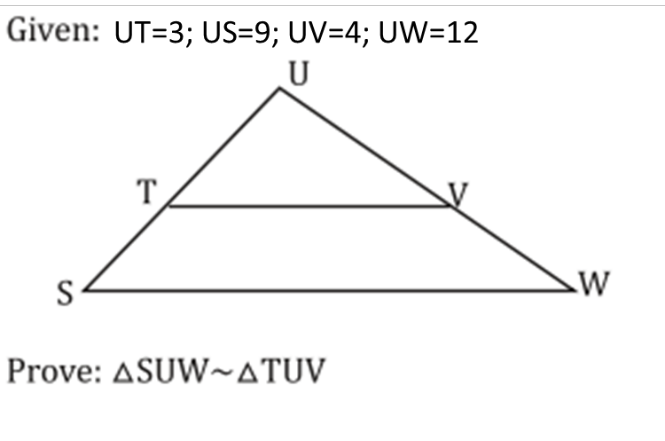 Given: UT=3; US=9; UV=4; UW=12
U
T
V
S
W
Prove: △SUW~△TUV